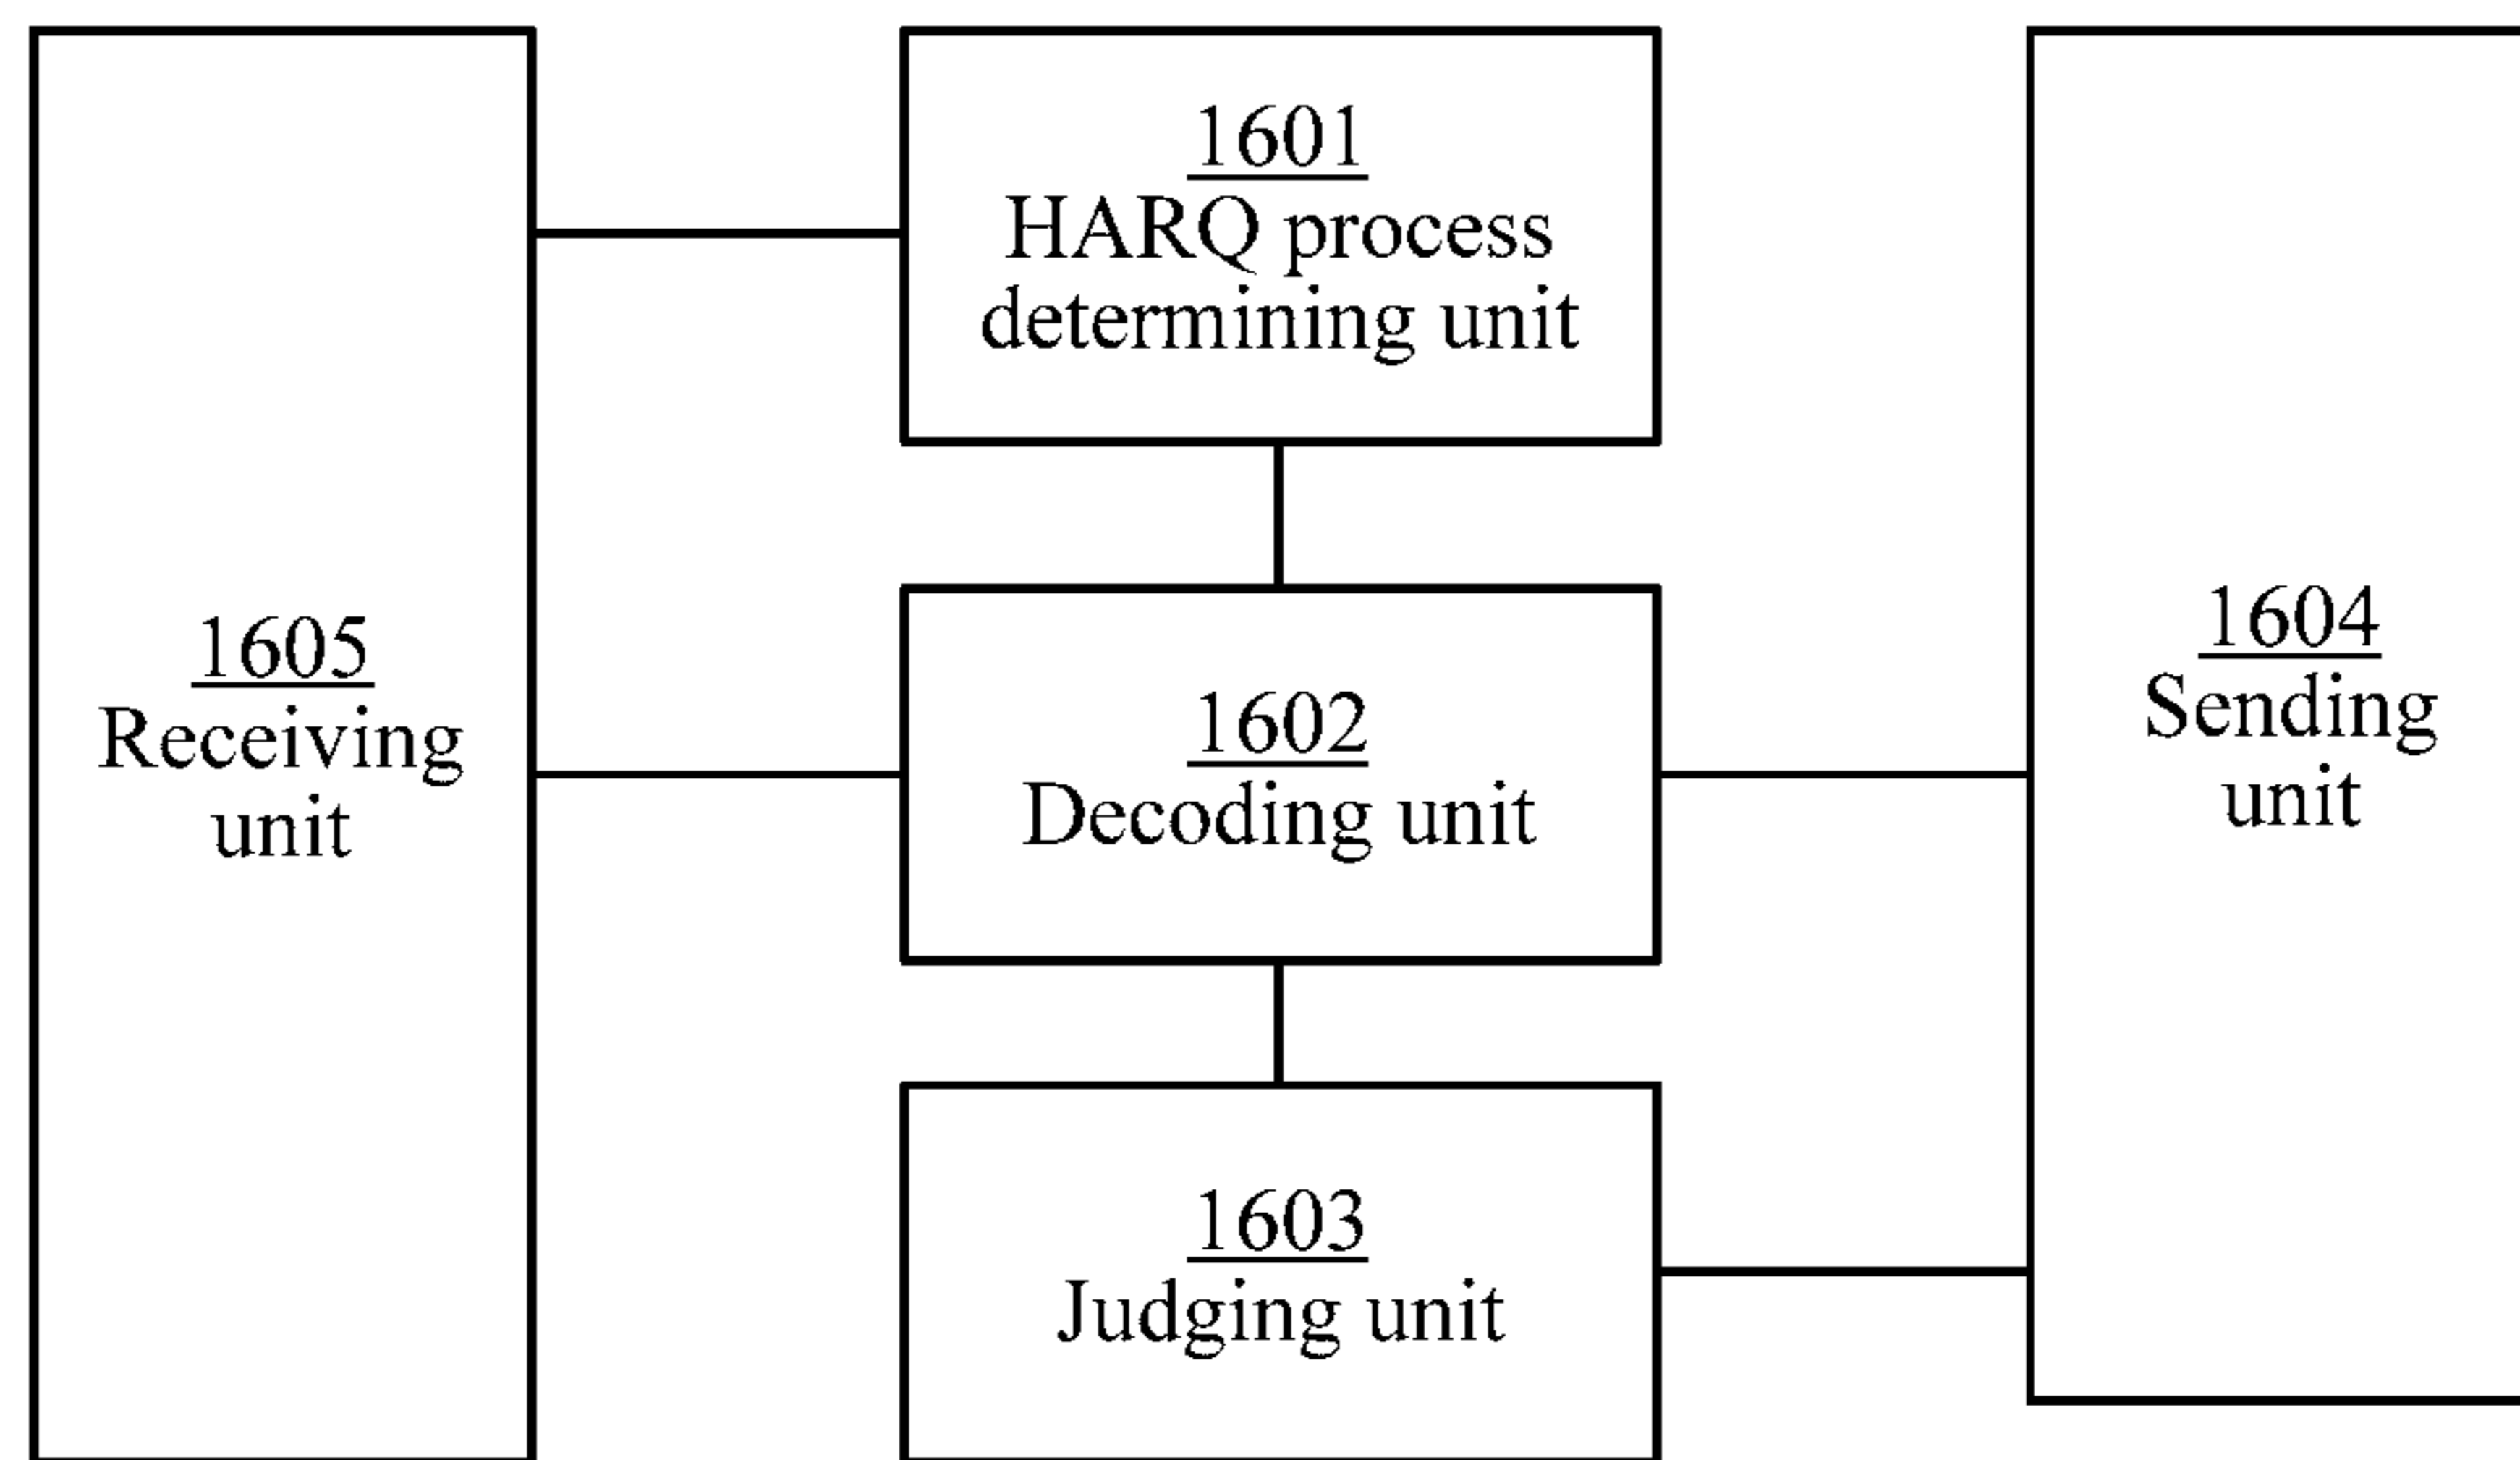 1601
HARQ process
determining unit
1605
Receiving
unit
1602
Decoding unit
1604
Sending
unit
1603
Judging unit